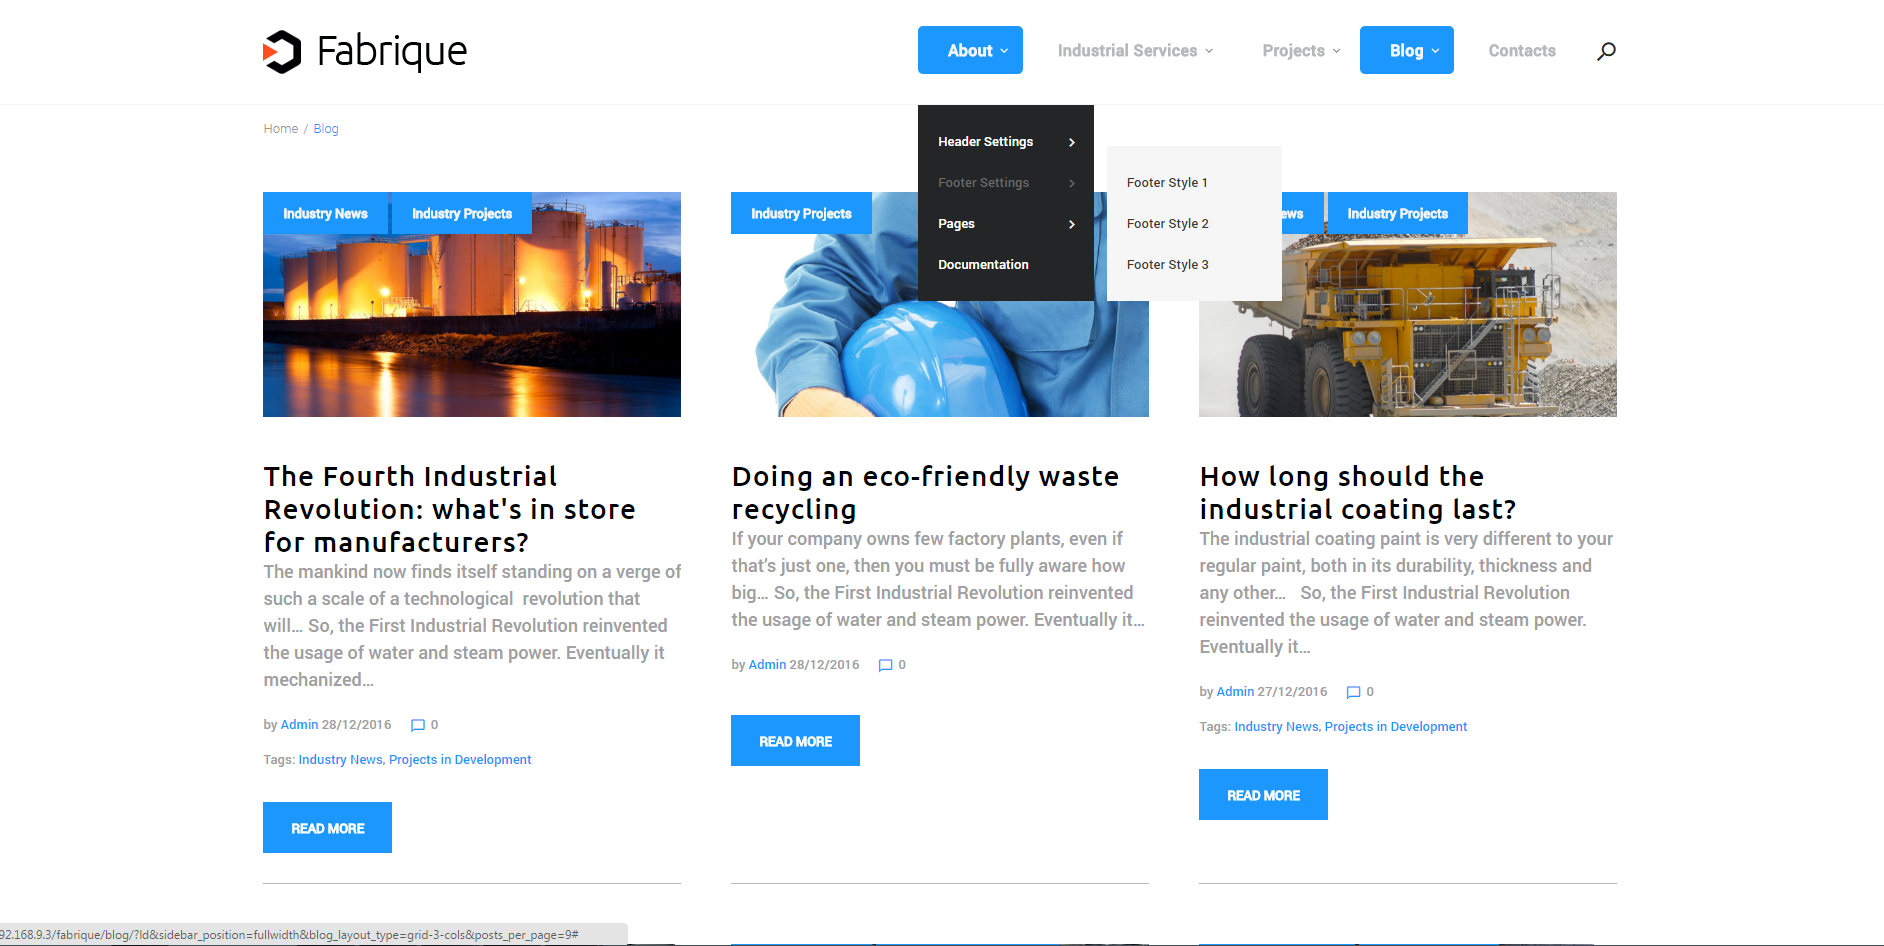 Fabrique
About
Industrial Services
Projects
Blog
Contacts
Home / Blog
Header Settings
Footer Settings
Pages
Documentation
Footer Style 1
Footer Style 2
Footer Style 3
Industry News
Industry Projects
The Fourth Industrial
Revolution: what's in store
for manufacturers?
The mankind now finds itself standing on a verge of
such a scale of a technological  revolution that
will... So, the First Industrial Revolution reinvented
the usage of water and steam power. Eventually it
mechanized...
by Admin 28/12/2016 0
Tags: Industry News, Projects in Development
READ MORE
Industry Projects
Doing an eco-friendly waste
recycling
If your company owns few factory plants, even if
that's just one, then you must be fully aware how
big... So, the First Industrial Revolution reinvented
the usage of water and steam power. Eventually it...
by Admin 28/12/2016 0
READ MORE
ews
Industry Projects
How long should the
industrial coating last?
The industrial coating paint is very different to your
regular paint, both in its durability, thickness and
any other...   So, the First Industrial Revolution
reinvented the usage of water and steam power.
Eventually it...
by Admin 27/12/2016 0
Tags: Industry News, Projects in Development
READ MORE
92.168.9.3/fabrique/blog/?ld&sidebar_position=fullwidth&blog_layout_type=grid-3-cols&posts_per_page=9#